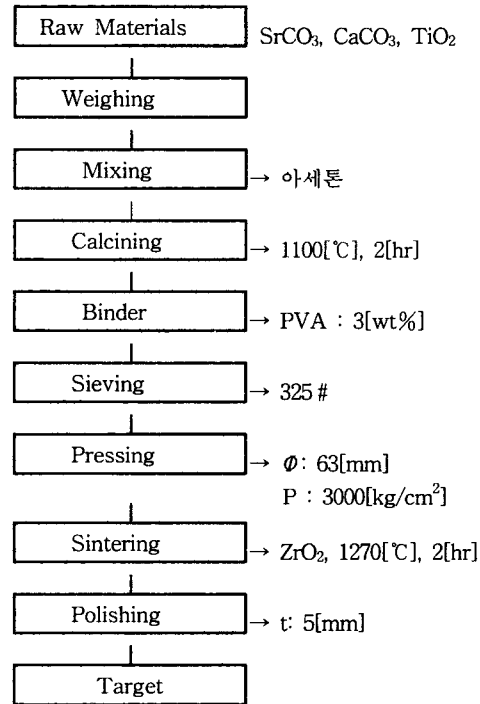 Raw Materials SrCO₃, CaCO₃, TiO₂
Weighing
Mixing → 아세톤
Calcining → 1100[℃], 2[hr]
Binder → PVA : 3[wt%]
Sieving → 325 #
Pressing → Φ: 63[mm]
P : 3000[kg/cm²]
Sintering → ZrO₂, 1270[℃], 2[hr]
Polishing → t: 5[mm]
Target